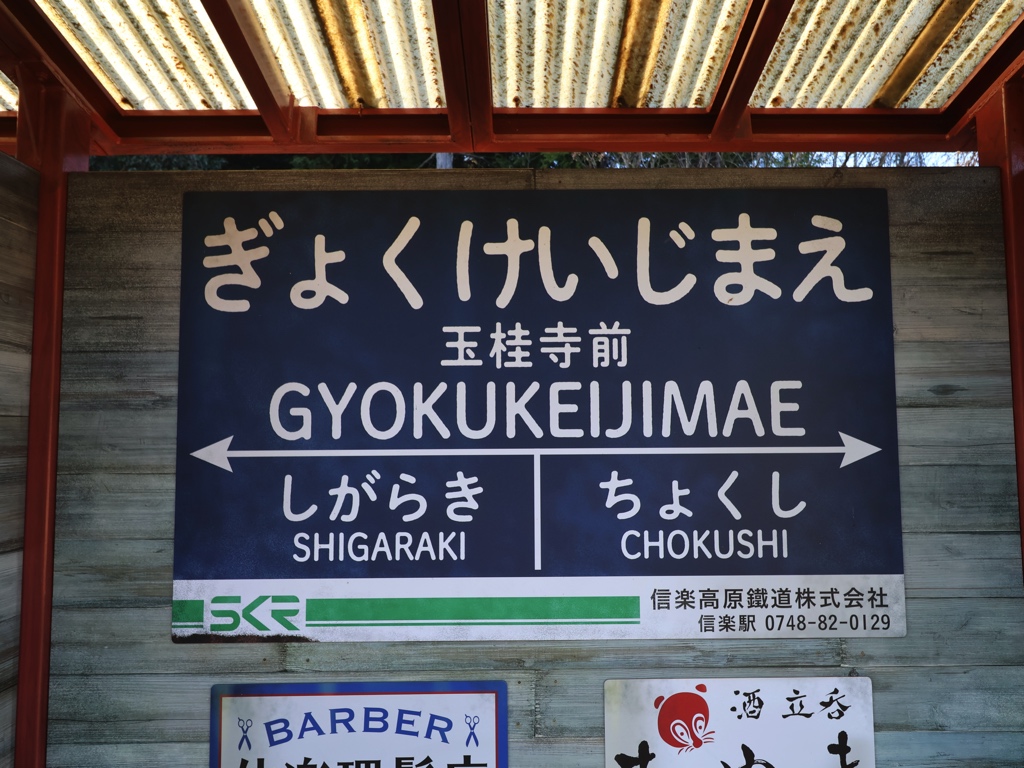 ぎょくけいじまえ
玉桂寺前
GYOKUKEIJIMAE
しがらき ちょくし
SHIGARAKI CHOKUSHI
SKR 信楽高原鐵道株式会社
信楽駅 0748-82-0129
BARBER
酒立呑